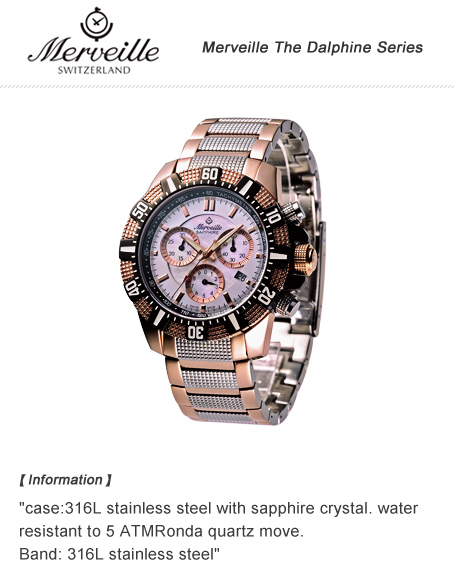 Merveille
SWITZERLAND
Merveille The Dalphine Series
60
50
40
30
20
10
TACHYMETRE
Merveille
SAPPHIRE
【 Information 】
"case:316L stainless steel with sapphire crystal. water
resistant to 5 ATMRonda quartz move.
Band: 316L stainless steel"